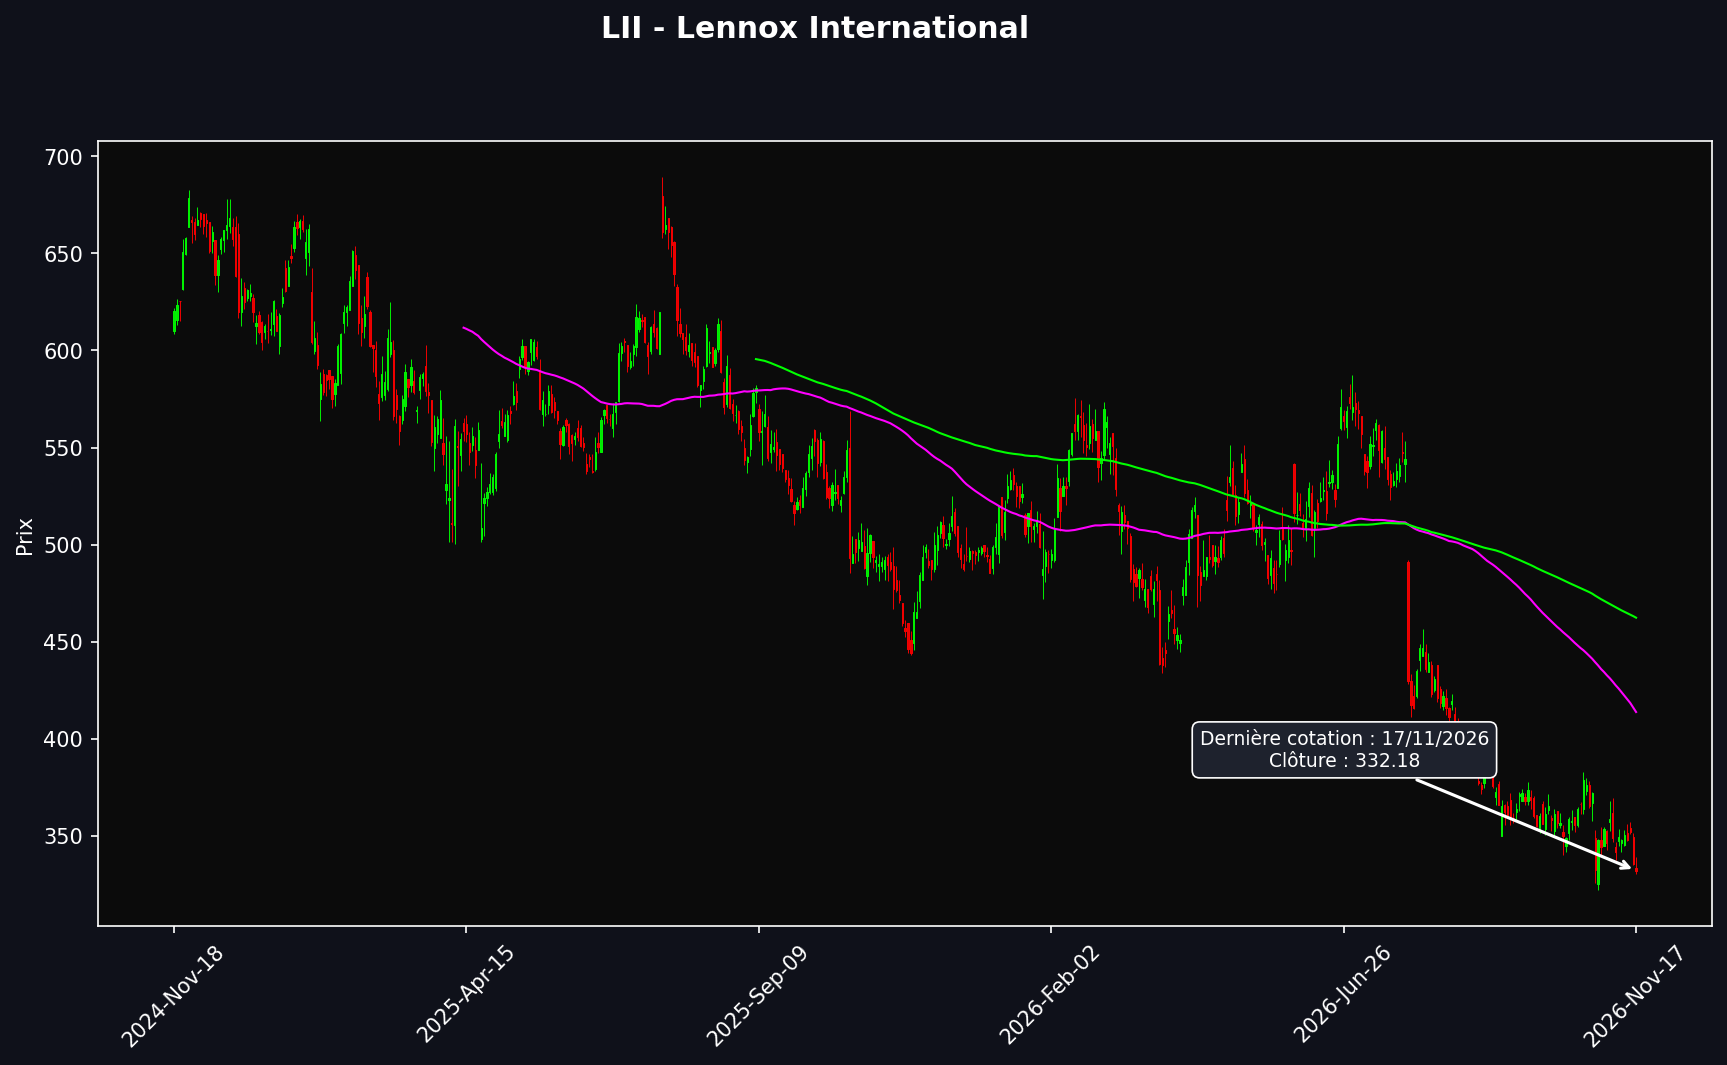 LII - Lennox International
Prix
700
650
600
550
500
450
400
350
Dernière cotation : 17/11/2026
Clôture : 332.18
2024-Nov-18
2025-Apr-15
2025-Sep-09
2026-Feb-02
2026-Jun-26
2026-Nov-17